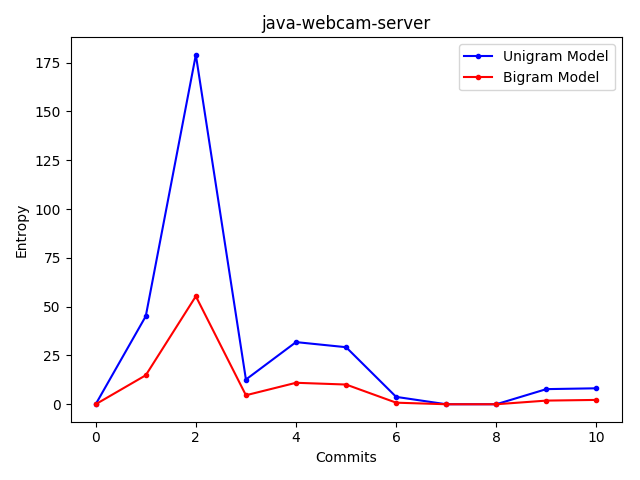 java-webcam-server
Unigram Model
Bigram Model
175
150
125
100
75
50
25
0
Entropy
0 2 4 6 8 10
Commits